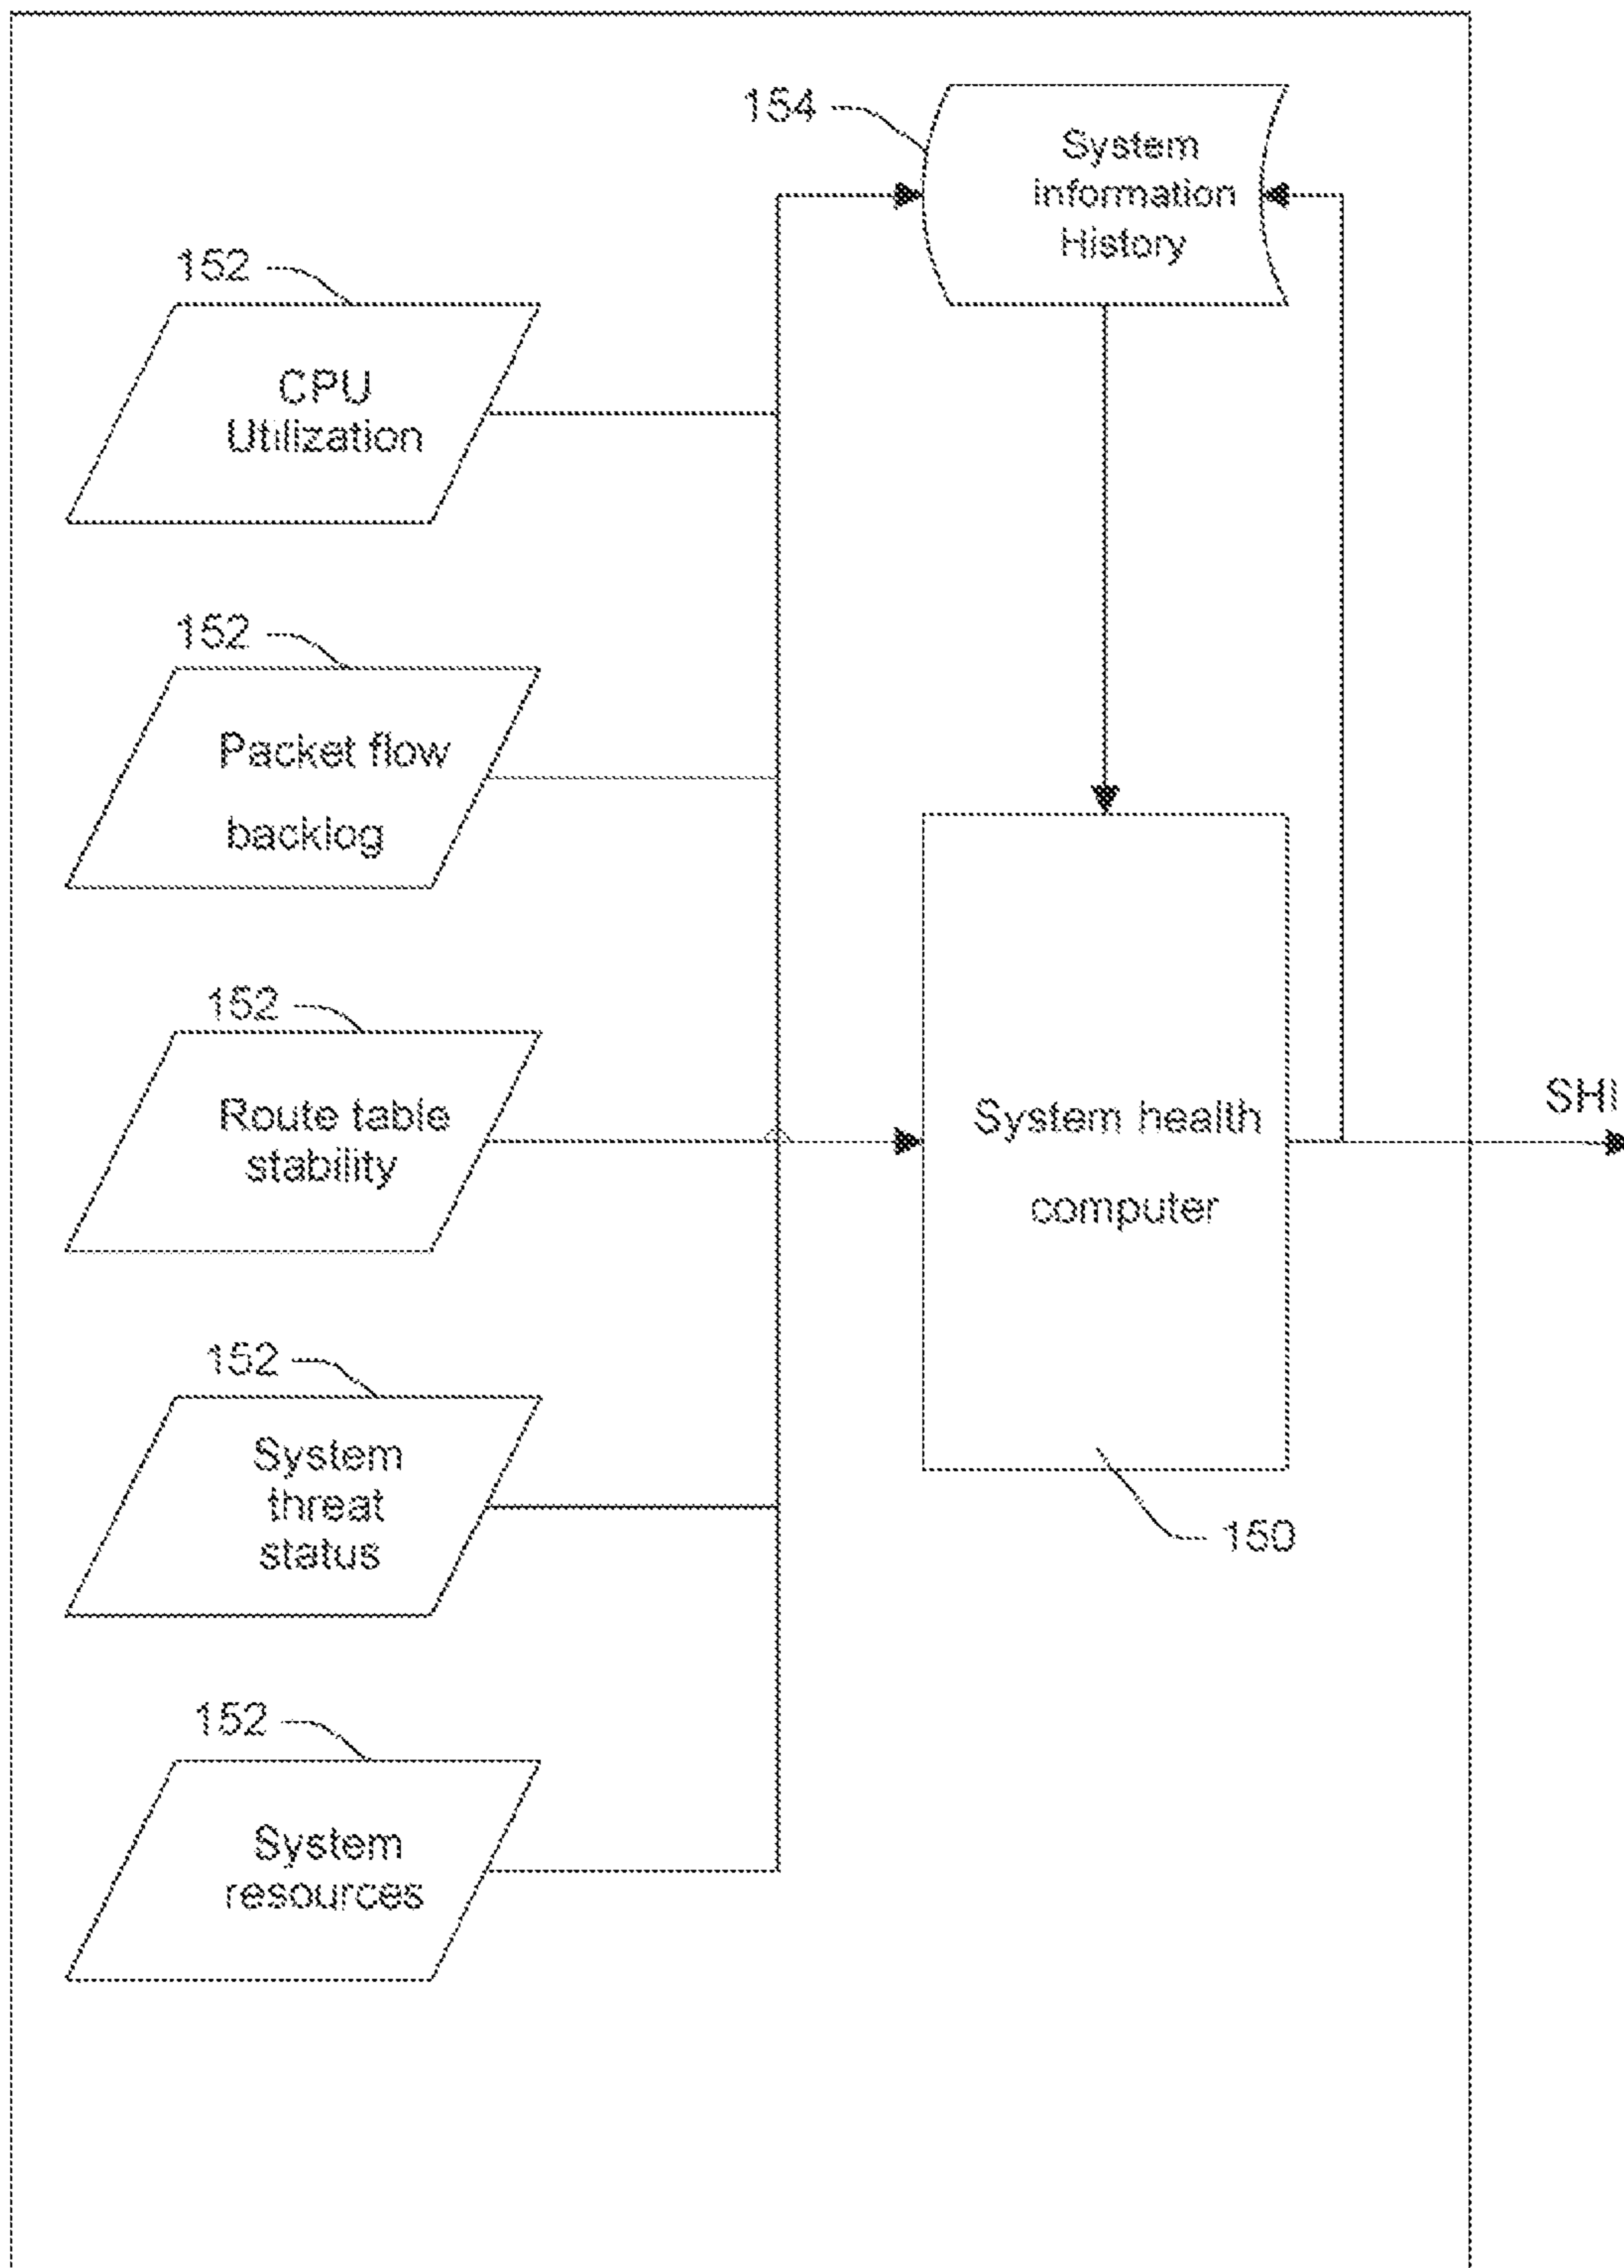 154
System
information
History
152
CPU
Utilization
152
Packet flow
backlog
152
Route table
stability
SHI
System health
computer
152
System
threat
status
150
152
System
resources